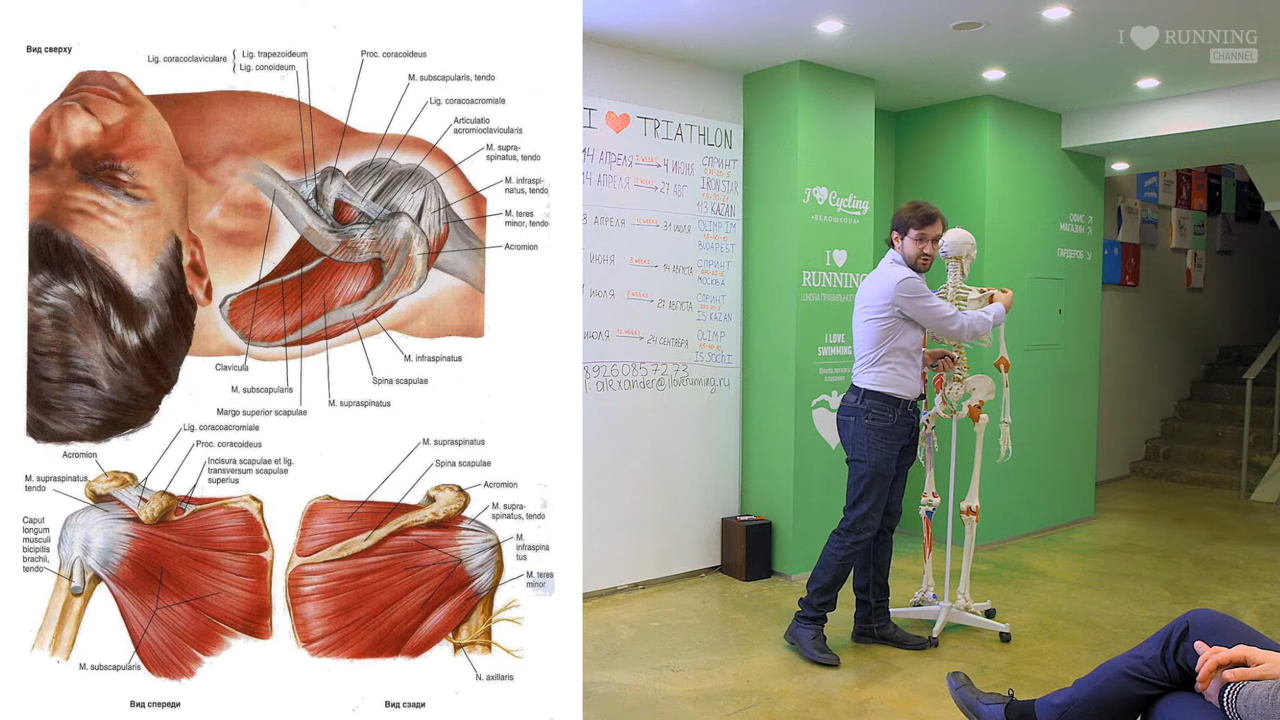 Вид сверху
Lig. coracoclaviculare
Lig. trapezoideum
Lig. conoideum
Proc. coracoideus
M. subscapularis, tendo
Lig. coracoacromiale
Articulatio
acromioclavicularis
M. supra-
spinatus, tendo
M. infraspi-
natus, tendo
M. teres
minor, tendo
Acromion
M. infraspinatus
Spina scapulae
M. supraspinatus
Clavicula
M. subscapularis
Margo superior scapulae
Lig. coracoacromiale
Proc. coracoideus
Incisura scapulae et lig.
transversum scapulae
superius
Acromion
M. supraspinatus,
tendo
Caput
longum
musculi
bicipitis
brachii,
tendo
M. subscapularis
Вид спереди
M. supraspinatus
Spina scapulae
Acromion
M. supra-
spinatus, tendo
M.
infraspina
tus
M. teres
minor
N. axillaris
Вид сзади
I RUNNING
CHANNEL
I TRIATHLON
14 АПРЕЛЯ 4 ИЮНЯ СПРИНТ
14 АПРЕЛЯ 27 АВГ IRONSTAR
113 KAZAN
АПРЕЛЯ 31 ИЮЛЯ OLIMP IM
BUDAPEST
ИЮНЯ 14 АВГУСТА СПРИНТ
МОСКВА
ИЮЛЯ 21 АВГУСТА СПРИНТ
IS KAZAN
ИЮЛЯ 24 СЕНТЯБРЯ OLIMP
IS SOCHI
alexander@iloverunning.ru
I Cycling
ВЕЛОШКОЛА
I
RUNNING
ШКОЛА ПРАВИЛЬНОГО
I LOVE
SWIMMING
ОФИС
МАГАЗИН
ГАРДЕРОБ